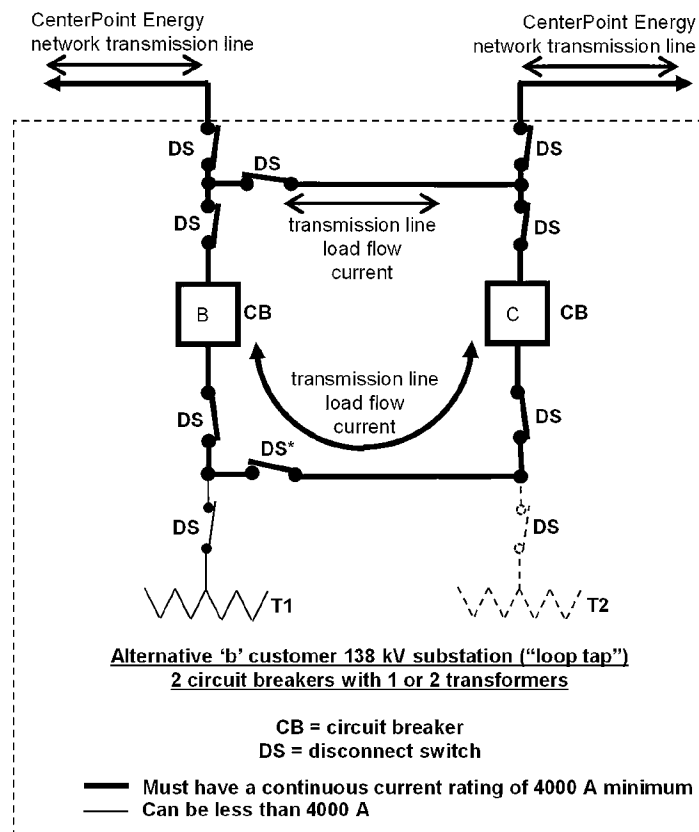 CenterPoint Energy
network transmission line
CenterPoint Energy
network transmission line
DS
DS
DS
DS
DS
transmission line
load flow
current
B
CB
C
CB
transmission line
load flow
current
DS
DS
DS*
DS
DS
T1
T2
Alternative ‘b’ customer 138 kV substation (“loop tap”)
2 circuit breakers with 1 or 2 transformers
CB = circuit breaker
DS = disconnect switch
Must have a continuous current rating of 4000 A minimum
Can be less than 4000 A